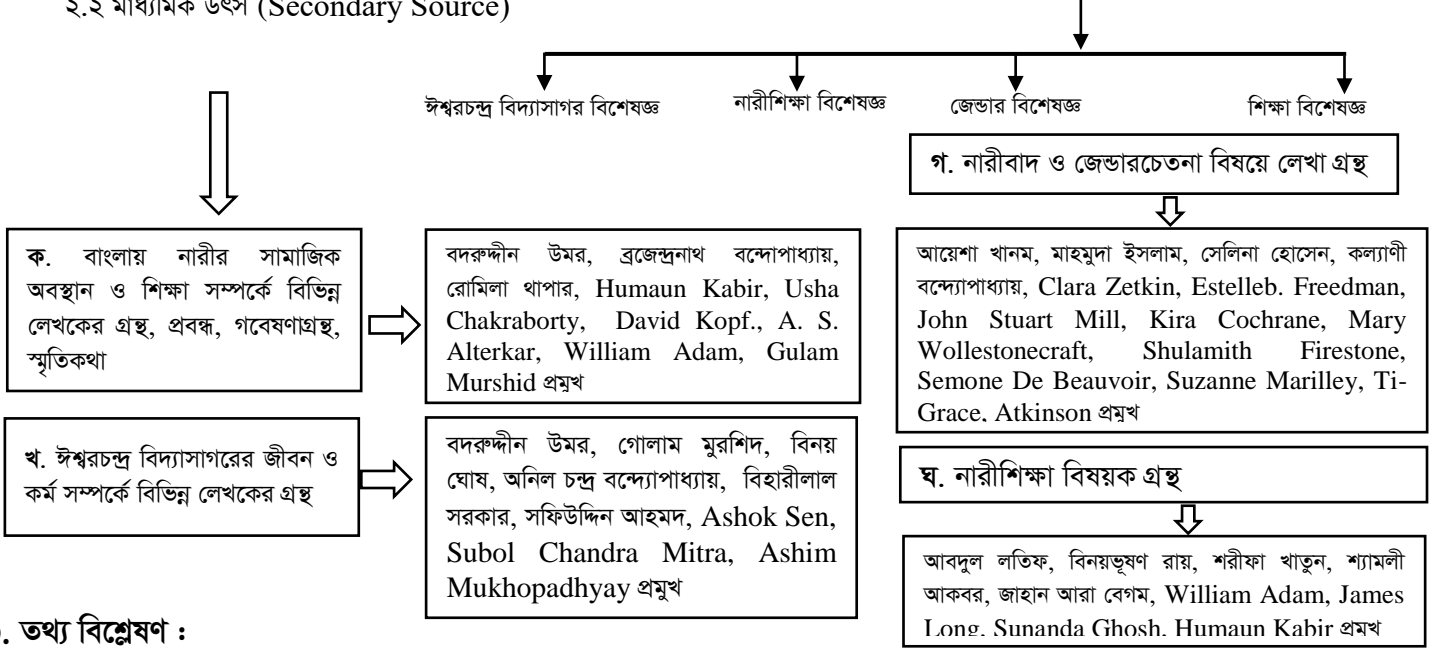 ২.২ মাধ্যমিক উৎস (Secondary Source)
ঈশ্বরচন্দ্র বিদ্যাসাগর বিশেষজ্ঞ
নারীশিক্ষা বিশেষজ্ঞ
জেন্ডার বিশেষজ্ঞ
শিক্ষা বিশেষজ্ঞ
ক. বাংলায় নারীর সামাজিক
অবস্থান ও শিক্ষা সম্পর্কে বিভিন্ন
লেখকের গ্রন্থ, প্রবন্ধ, গবেষণাগ্রন্থ,
স্মৃতিকথা
বদরুদ্দীন উমর, ব্রজেন্দ্রনাথ বন্দোপাধ্যায়,
রোমিলা থাপার, Humaun Kabir, Usha
Chakraborty, David Kopf., A. S.
Alterkar, William Adam, Gulam
Murshid প্রমুখ
খ. ঈশ্বরচন্দ্র বিদ্যাসাগরের জীবন ও
কর্ম সম্পর্কে বিভিন্ন লেখকের গ্রন্থ
বদরুদ্দীন উমর, গোলাম মুরশিদ, বিনয়
ঘোষ, অনিল চন্দ্র বন্দ্যোপাধ্যায়, বিহারীলাল
সরকার, সফিউদ্দিন আহমদ, Ashok Sen,
Subol Chandra Mitra, Ashim
Mukhopadhyay প্রমুখ
গ. নারীবাদ ও জেন্ডারচেতনা বিষয়ে লেখা গ্রন্থ
আয়েশা খানম, মাহমুদা ইসলাম, সেলিনা হোসেন, কল্যাণী
বন্দ্যোপাধ্যায়, Clara Zetkin, Estelleb. Freedman,
John Stuart Mill, Kira Cochrane, Mary
Wollestonecraft, Shulamith Firestone,
Semone De Beauvoir, Suzanne Marilley, Ti-
Grace, Atkinson প্রমুখ
ঘ. নারীশিক্ষা বিষয়ক গ্রন্থ
আবদুল লতিফ, বিনয়ভূষণ রায়, শরীফা খাতুন, শ্যামলী
আকবর, জাহান আরা বেগম, William Adam, James
Long, Sunanda Ghosh, Humaun Kabir প্রমুখ
. তথ্য বিশ্লেষণ :